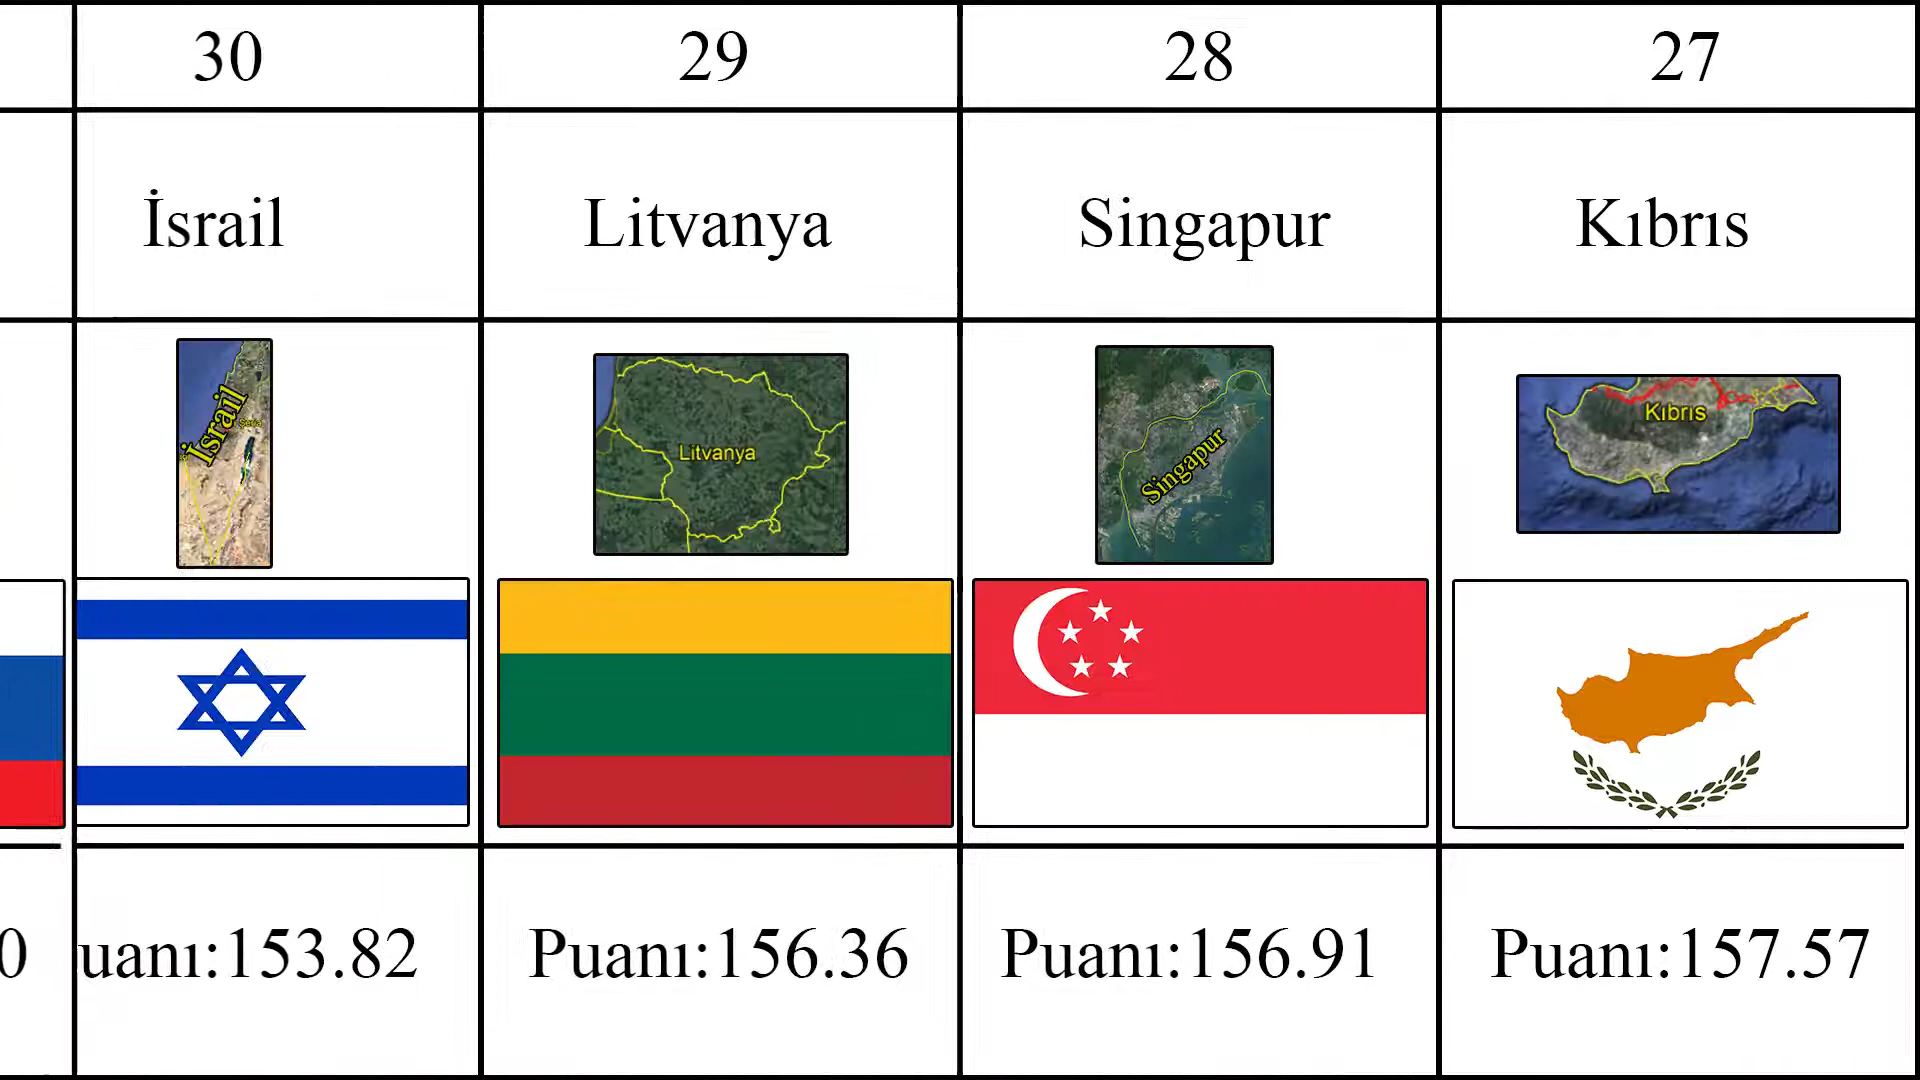 30
29
28
27
İsrail
Litvanya
Singapur
Kıbrıs
İsrail
Litvanya
Singapur
Kıbrıs
0
uanı:153.82
Puanı:156.36
Puanı:156.91
Puanı:157.57